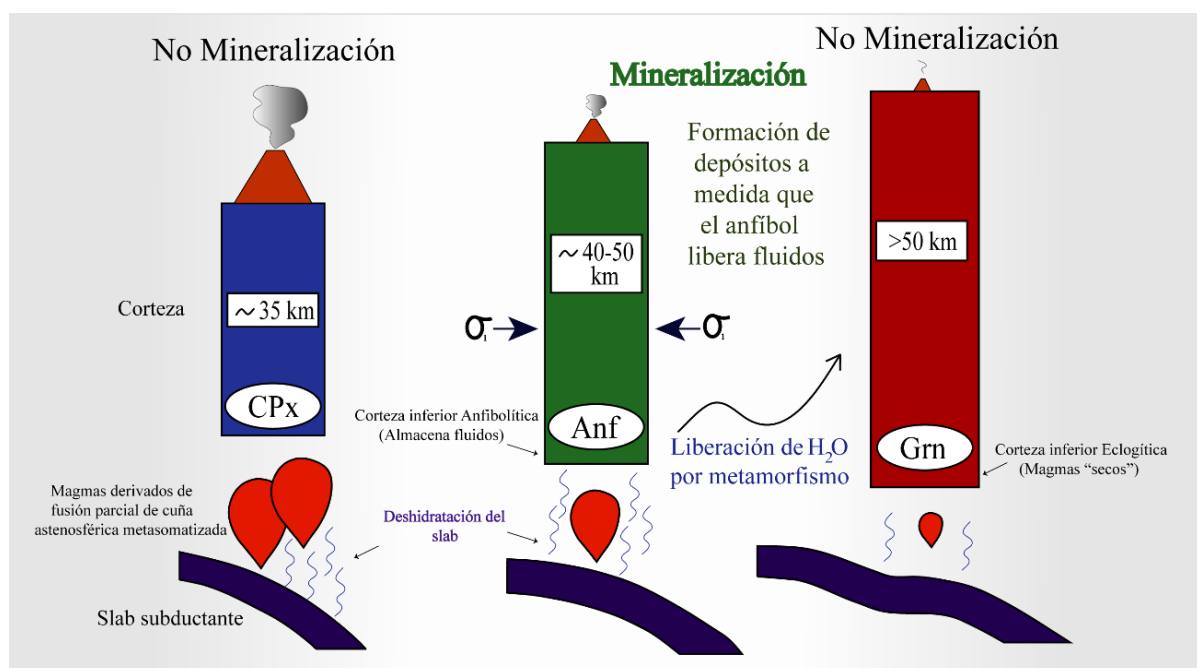 No Mineralización
Mineralización
No Mineralización
Formación de
depósitos a
medida que
el anfíbol
libera fluidos
Corteza
~ 35 km
~ 40-50
km
>50 km
σ₁
σ₁
CPx
Corteza inferior Anfibolítica
(Almacena fluidos)
Anf
Liberación de H₂O
por metamorfismo
Grn
Corteza inferior Eclogítica
(Magmas “secos”)
Magmas derivados de
fusión parcial de cuña
astenosférica metasomatizada
Deshidratación del
slab
Slab subductante